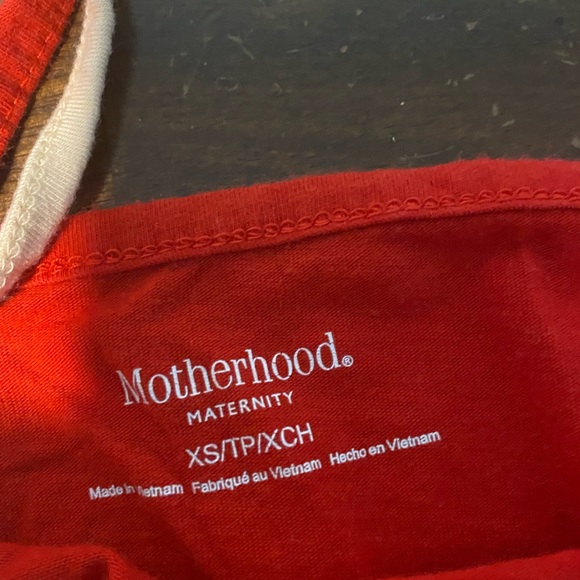 Motherhood®
MATERNITY
XS/TP/XCH
Made in Vietnam Fabriqué au Vietnam Hecho en Vietnam